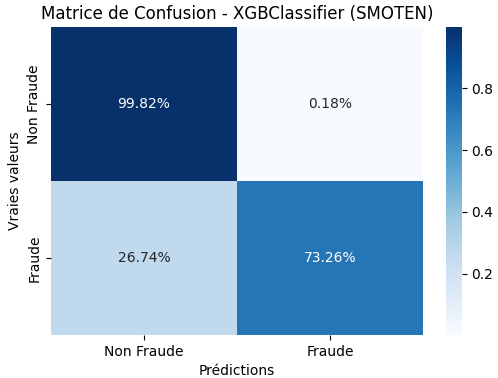 Matrice de Confusion - XGBClassifier (SMOTEN)
Vraies valeurs
Non Fraude
99.82%
0.18%
Fraude
26.74%
73.26%
Non Fraude
Fraude
Prédictions
0.8
0.6
0.4
0.2